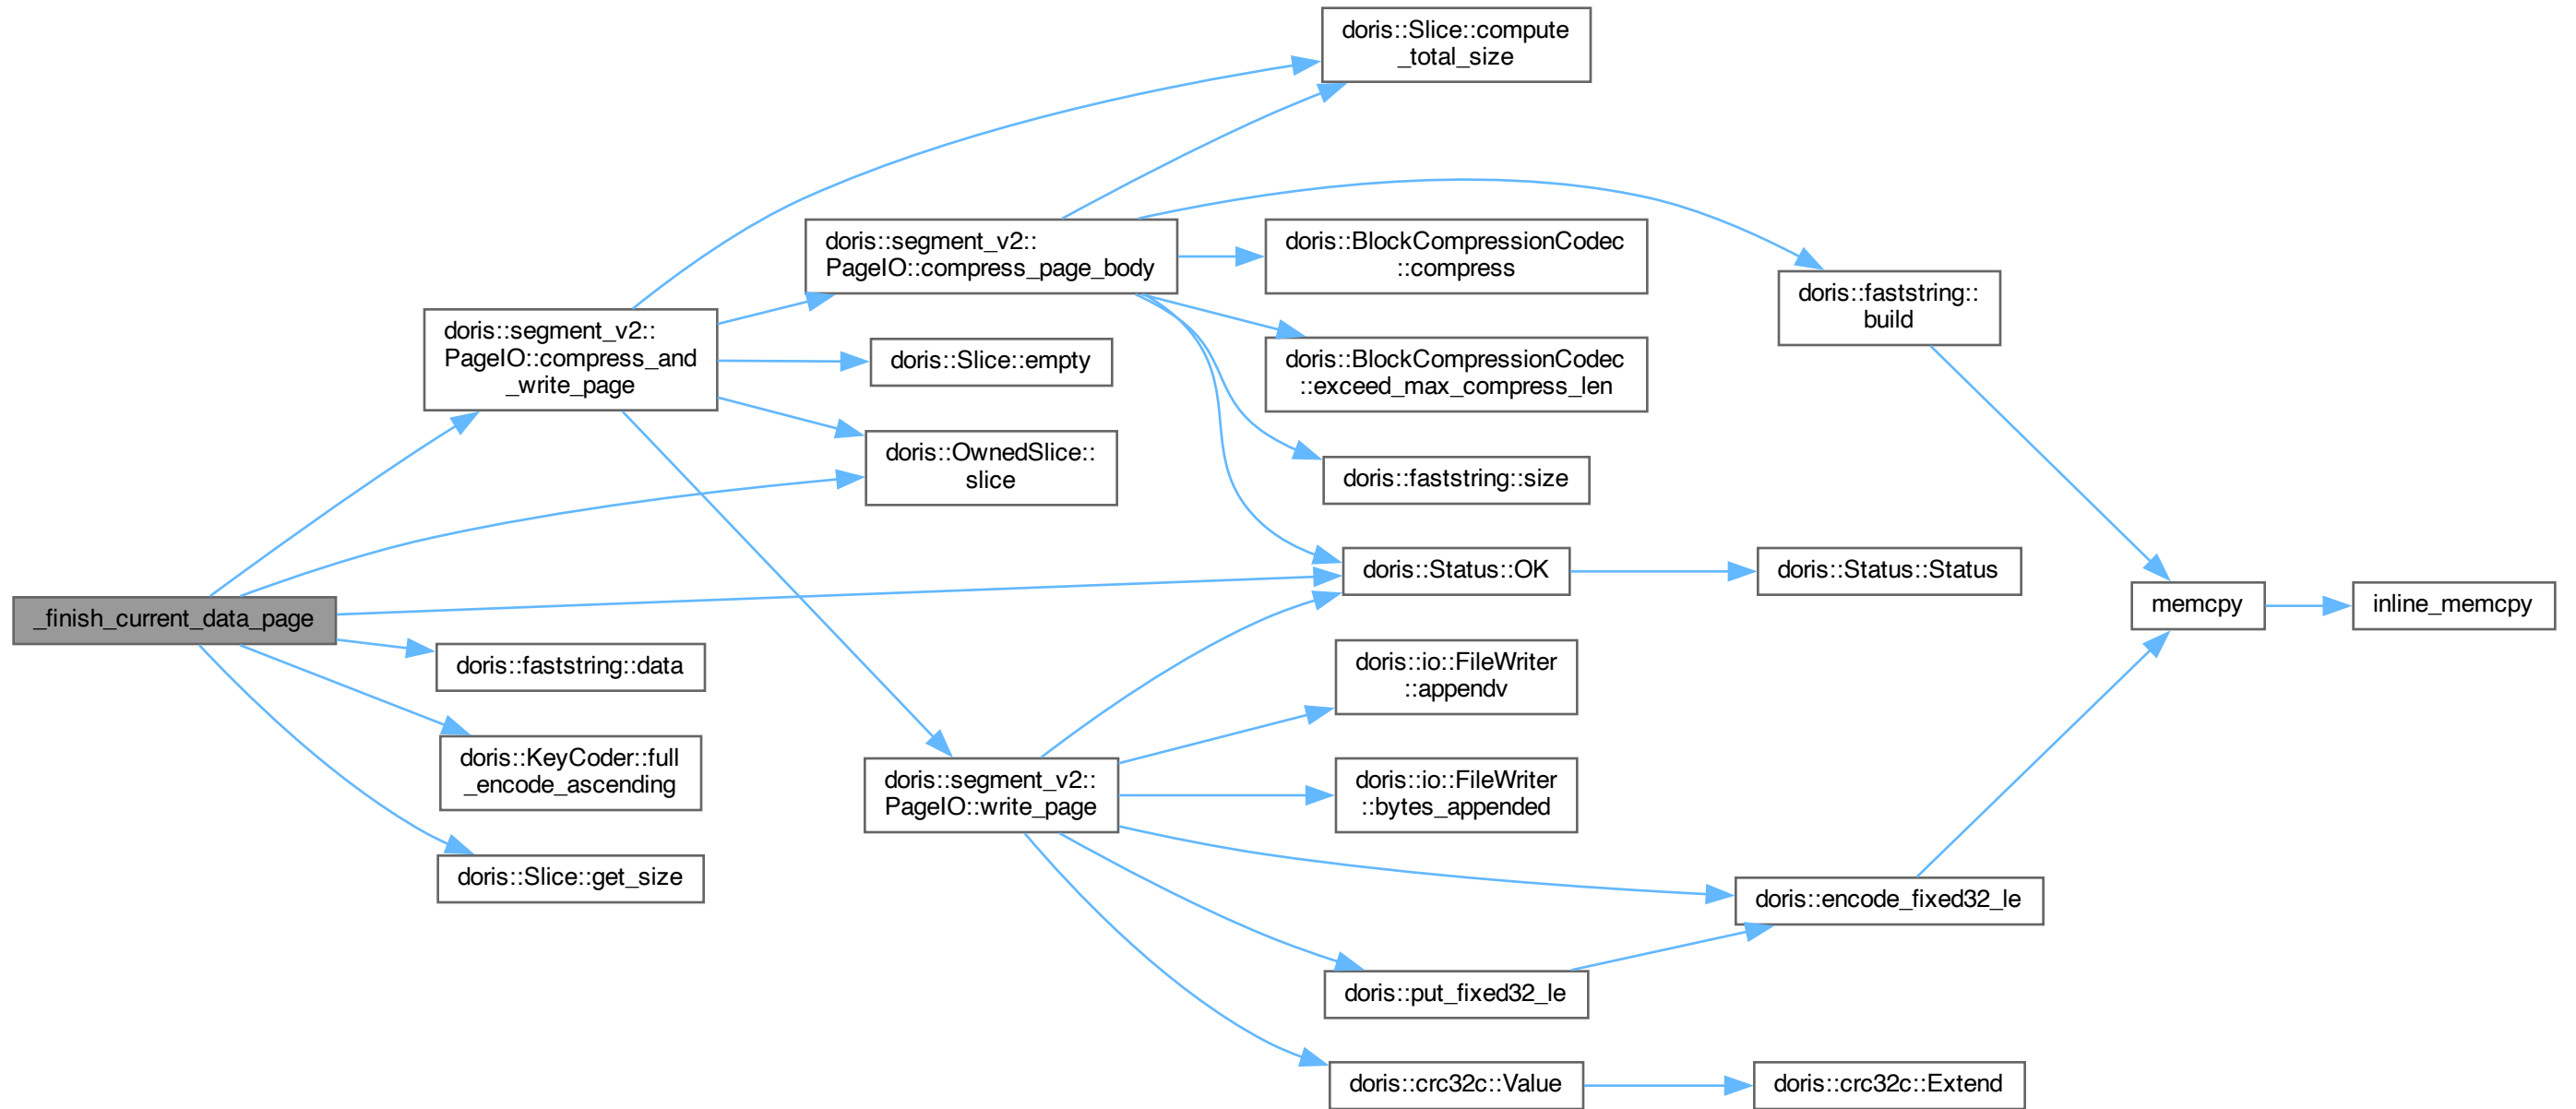 doris::Slice::compute
_total_size
doris::segment_v2::
PageIO::compress_page_body
doris::BlockCompressionCodec
::compress
doris::faststring::
build
doris::segment_v2::
PageIO::compress_and
_write_page
doris::Slice::empty
doris::BlockCompressionCodec
::exceed_max_compress_len
doris::OwnedSlice::
slice
doris::faststring::size
_finish_current_data_page
doris::Status::OK
doris::Status::Status
memcpy
inline_memcpy
doris::faststring::data
doris::io::FileWriter
::appendv
doris::KeyCoder::full
_encode_ascending
doris::segment_v2::
PageIO::write_page
doris::io::FileWriter
::bytes_appended
doris::Slice::get_size
doris::encode_fixed32_le
doris::put_fixed32_le
doris::crc32c::Value
doris::crc32c::Extend